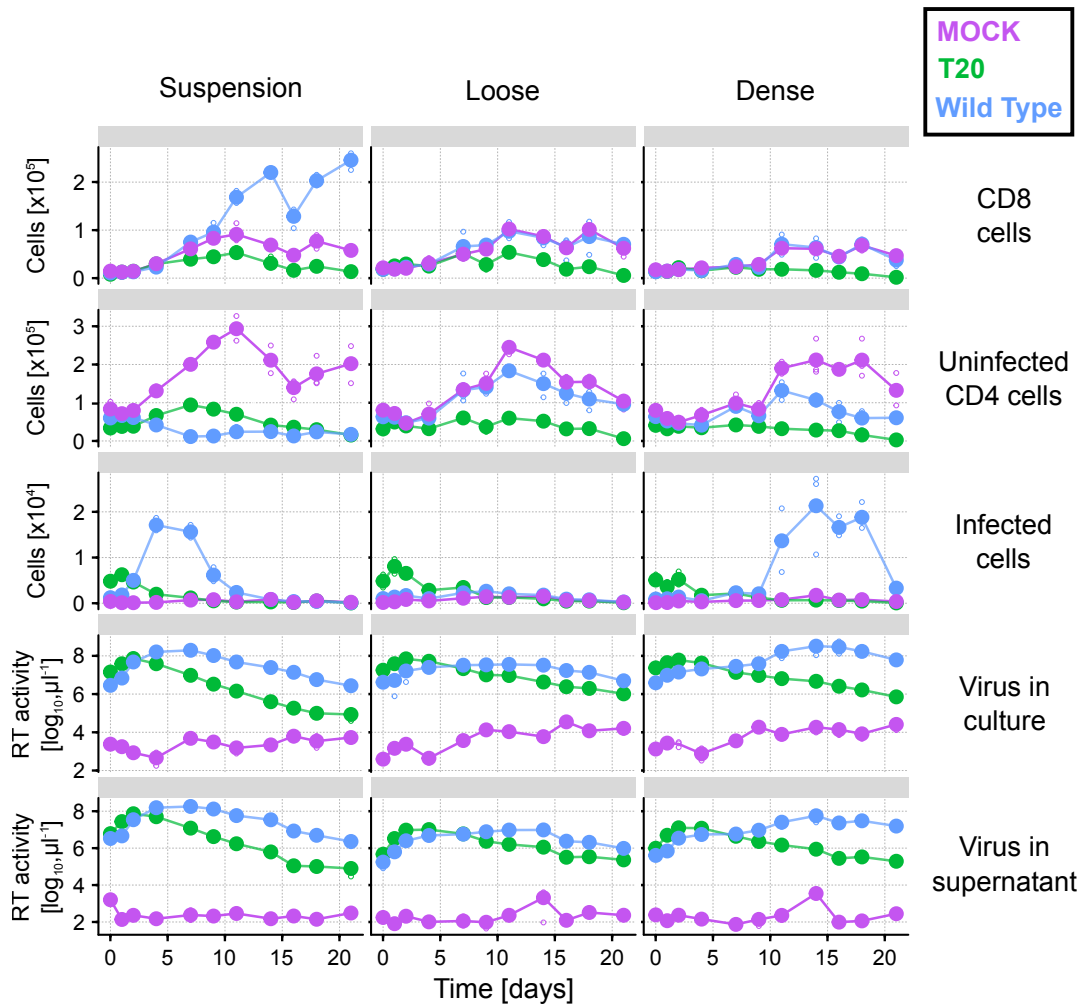 MOCK
T20
Wild Type
Suspension
Loose
Dense
Cells [x10⁵]
2
1
0
CD8
cells
Cells [x10⁵]
3
2
1
0
Uninfected
CD4 cells
Cells [x10⁴]
2
1
0
Infected
cells
RT activity
[log₁₀,µl⁻¹]
8
6
4
2
Virus in
culture
RT activity
[log₁₀,µl⁻¹]
8
6
4
2
Virus in
supernatant
0 5 10 15 20
0 5 10 15 20
0 5 10 15 20
Time [days]